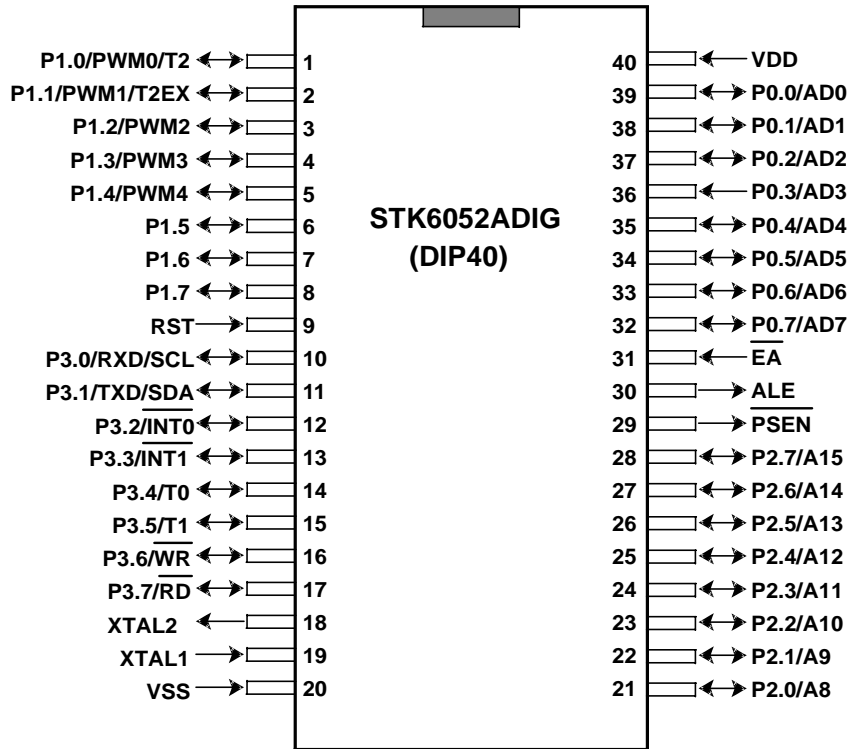 P1.0/PWM0/T2 1 40 VDD
P1.1/PWM1/T2EX 2 39 P0.0/AD0
P1.2/PWM2 3 38 P0.1/AD1
P1.3/PWM3 4 37 P0.2/AD2
P1.4/PWM4 5 36 P0.3/AD3
P1.5 6 STK6052ADIG 35 P0.4/AD4
P1.6 7 (DIP40) 34 P0.5/AD5
P1.7 8 33 P0.6/AD6
RST 9 32 P0.7/AD7
P3.0/RXD/SCL 10 31 EA
P3.1/TXD/SDA 11 30 ALE
P3.2/INT0 12 29 PSEN
P3.3/INT1 13 28 P2.7/A15
P3.4/T0 14 27 P2.6/A14
P3.5/T1 15 26 P2.5/A13
P3.6/WR 16 25 P2.4/A12
P3.7/RD 17 24 P2.3/A11
XTAL2 18 23 P2.2/A10
XTAL1 19 22 P2.1/A9
VSS 20 21 P2.0/A8